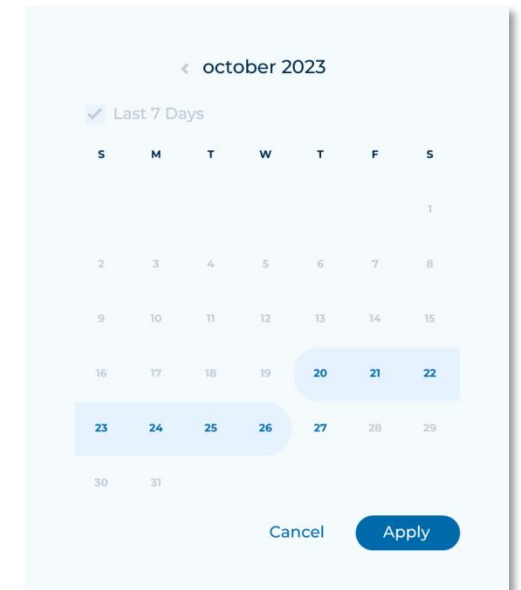 october 2023
Last 7 Days
S M T W T F S
1
2 3 4 5 6 7 8
9 10 11 12 13 14 15
16 17 18 19 20 21 22
23 24 25 26 27 28 29
30 31
Cancel Apply